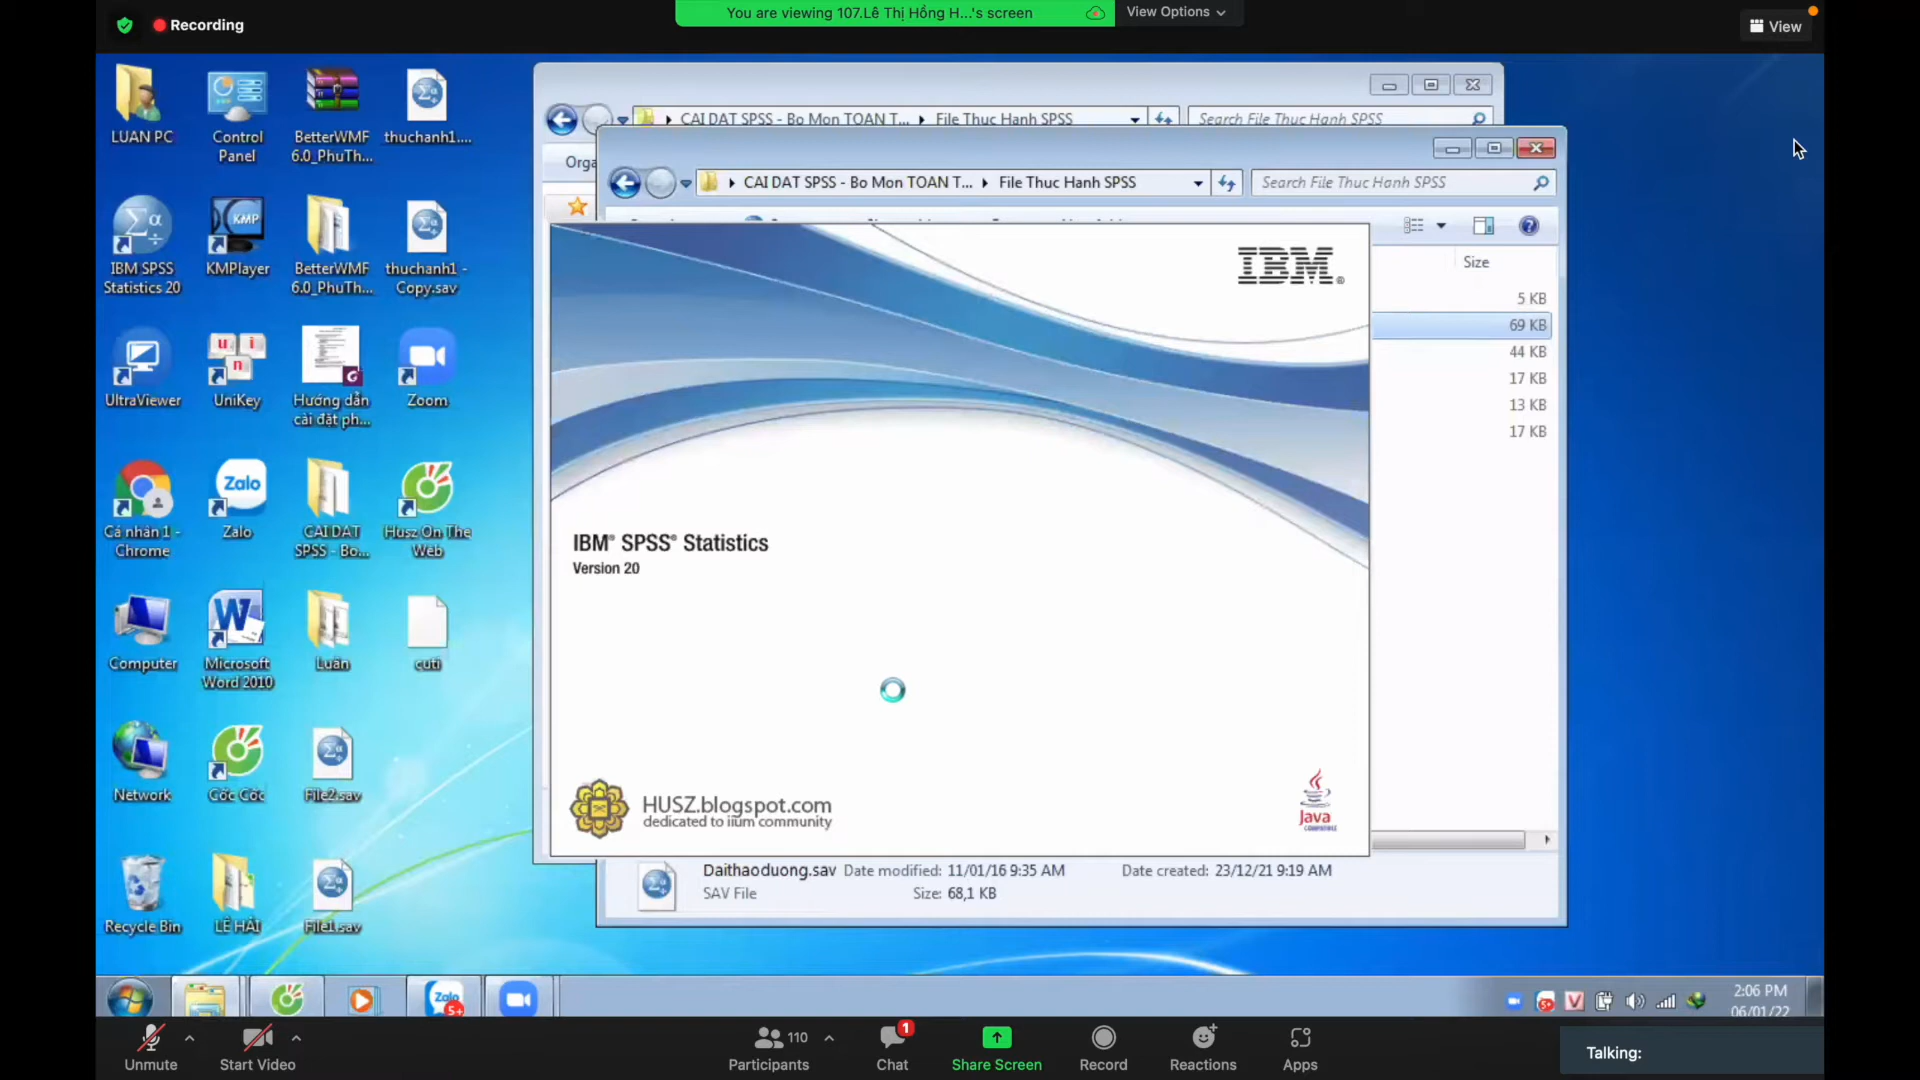 Recording
You are viewing 107.Lê Thị Hồng H...'s screen
View Options
View
LUAN PC
Control Panel
BetterWMF 6.0_PhuTh...
thuchanh1....
IBM SPSS Statistics 20
KMPlayer
BetterWMF 6.0_PhuTh...
thuchanh1 - Copy.sav
UltraViewer
UniKey
Hướng dẫn cài đặt ph...
Zoom
Cá nhân 1 - Chrome
Zalo
CAI DAT SPSS - Bo...
Husz On The Web
Computer
Microsoft Word 2010
Luân
cuti
Network
Cốc Cốc
File2.sav
Recycle Bin
LÊ HẢI
File1.sav
CAI DAT SPSS - Bo Mon TOAN T...
File Thuc Hanh SPSS
Search File Thuc Hanh SPSS
Orga
CAI DAT SPSS - Bo Mon TOAN T...
File Thuc Hanh SPSS
Search File Thuc Hanh SPSS
Size
5 KB
69 KB
44 KB
17 KB
13 KB
17 KB
IBM®
IBM® SPSS® Statistics
Version 20
HUSZ.blogspot.com
dedicated to iium community
Java
COMPATIBLE
Daithaoduong.sav Date modified: 11/01/16 9:35 AM Date created: 23/12/21 9:19 AM
SAV File Size: 68,1 KB
Zalo
5+
2:06 PM
06/01/22
Unmute
Start Video
110
Participants
1
Chat
Share Screen
Record
Reactions
Apps
Talking: